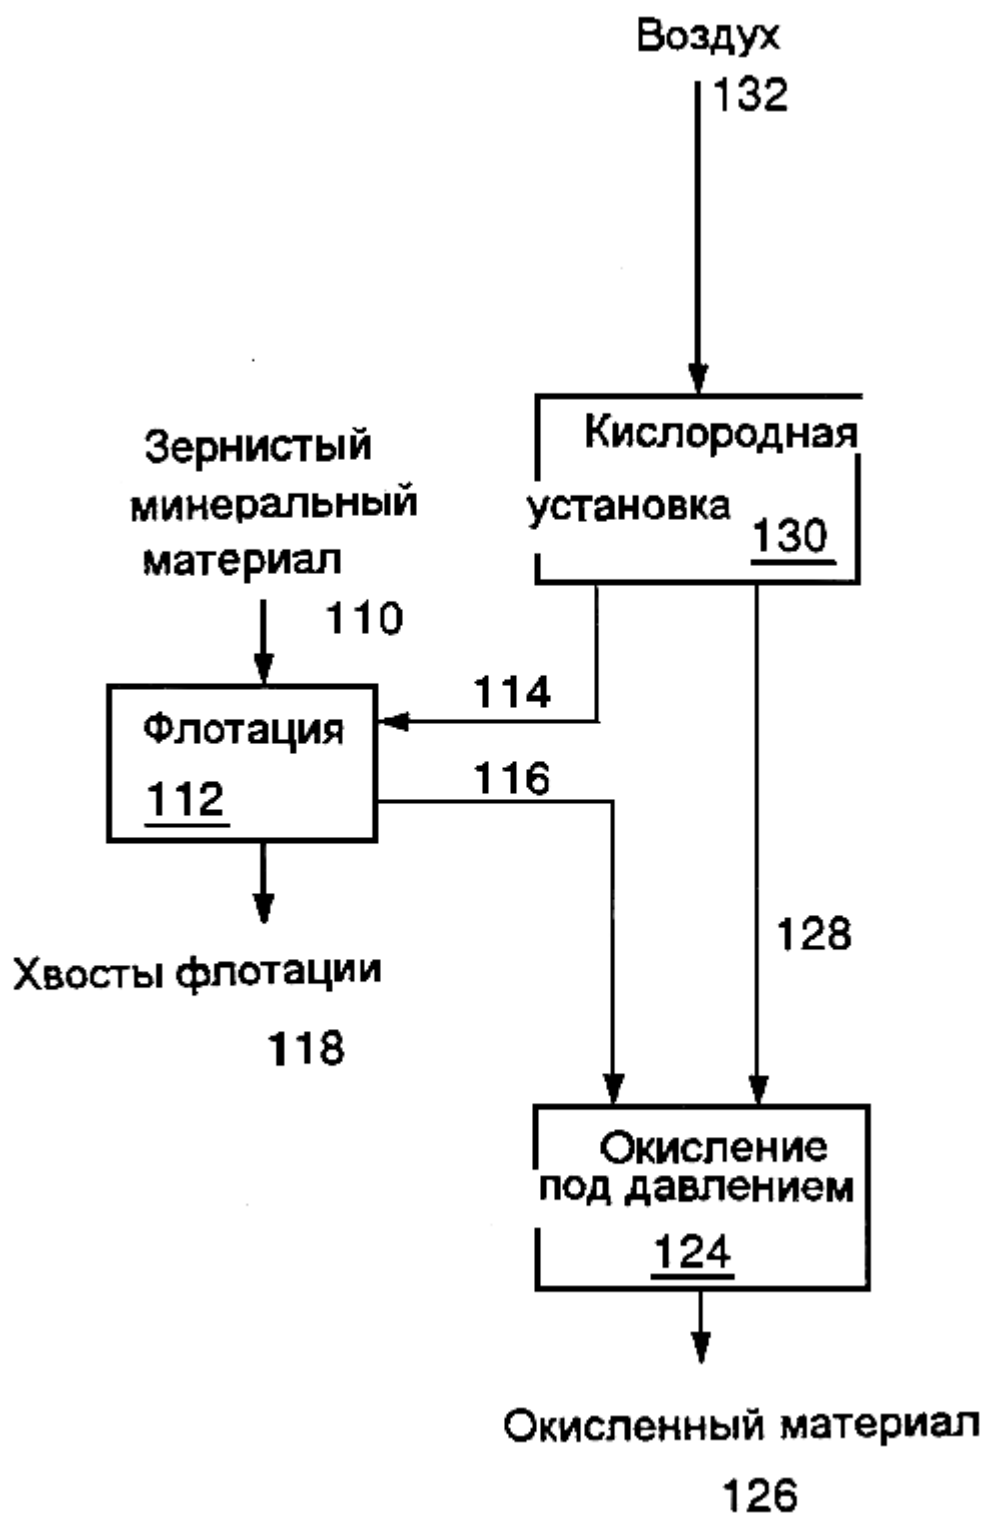 Воздух
132
Кислородная
установка
130
Зернистый
минеральный
материал
110
114
Флотация
112
116
128
Хвосты флотации
118
Окисление
под давлением
124
Окисленный материал
126